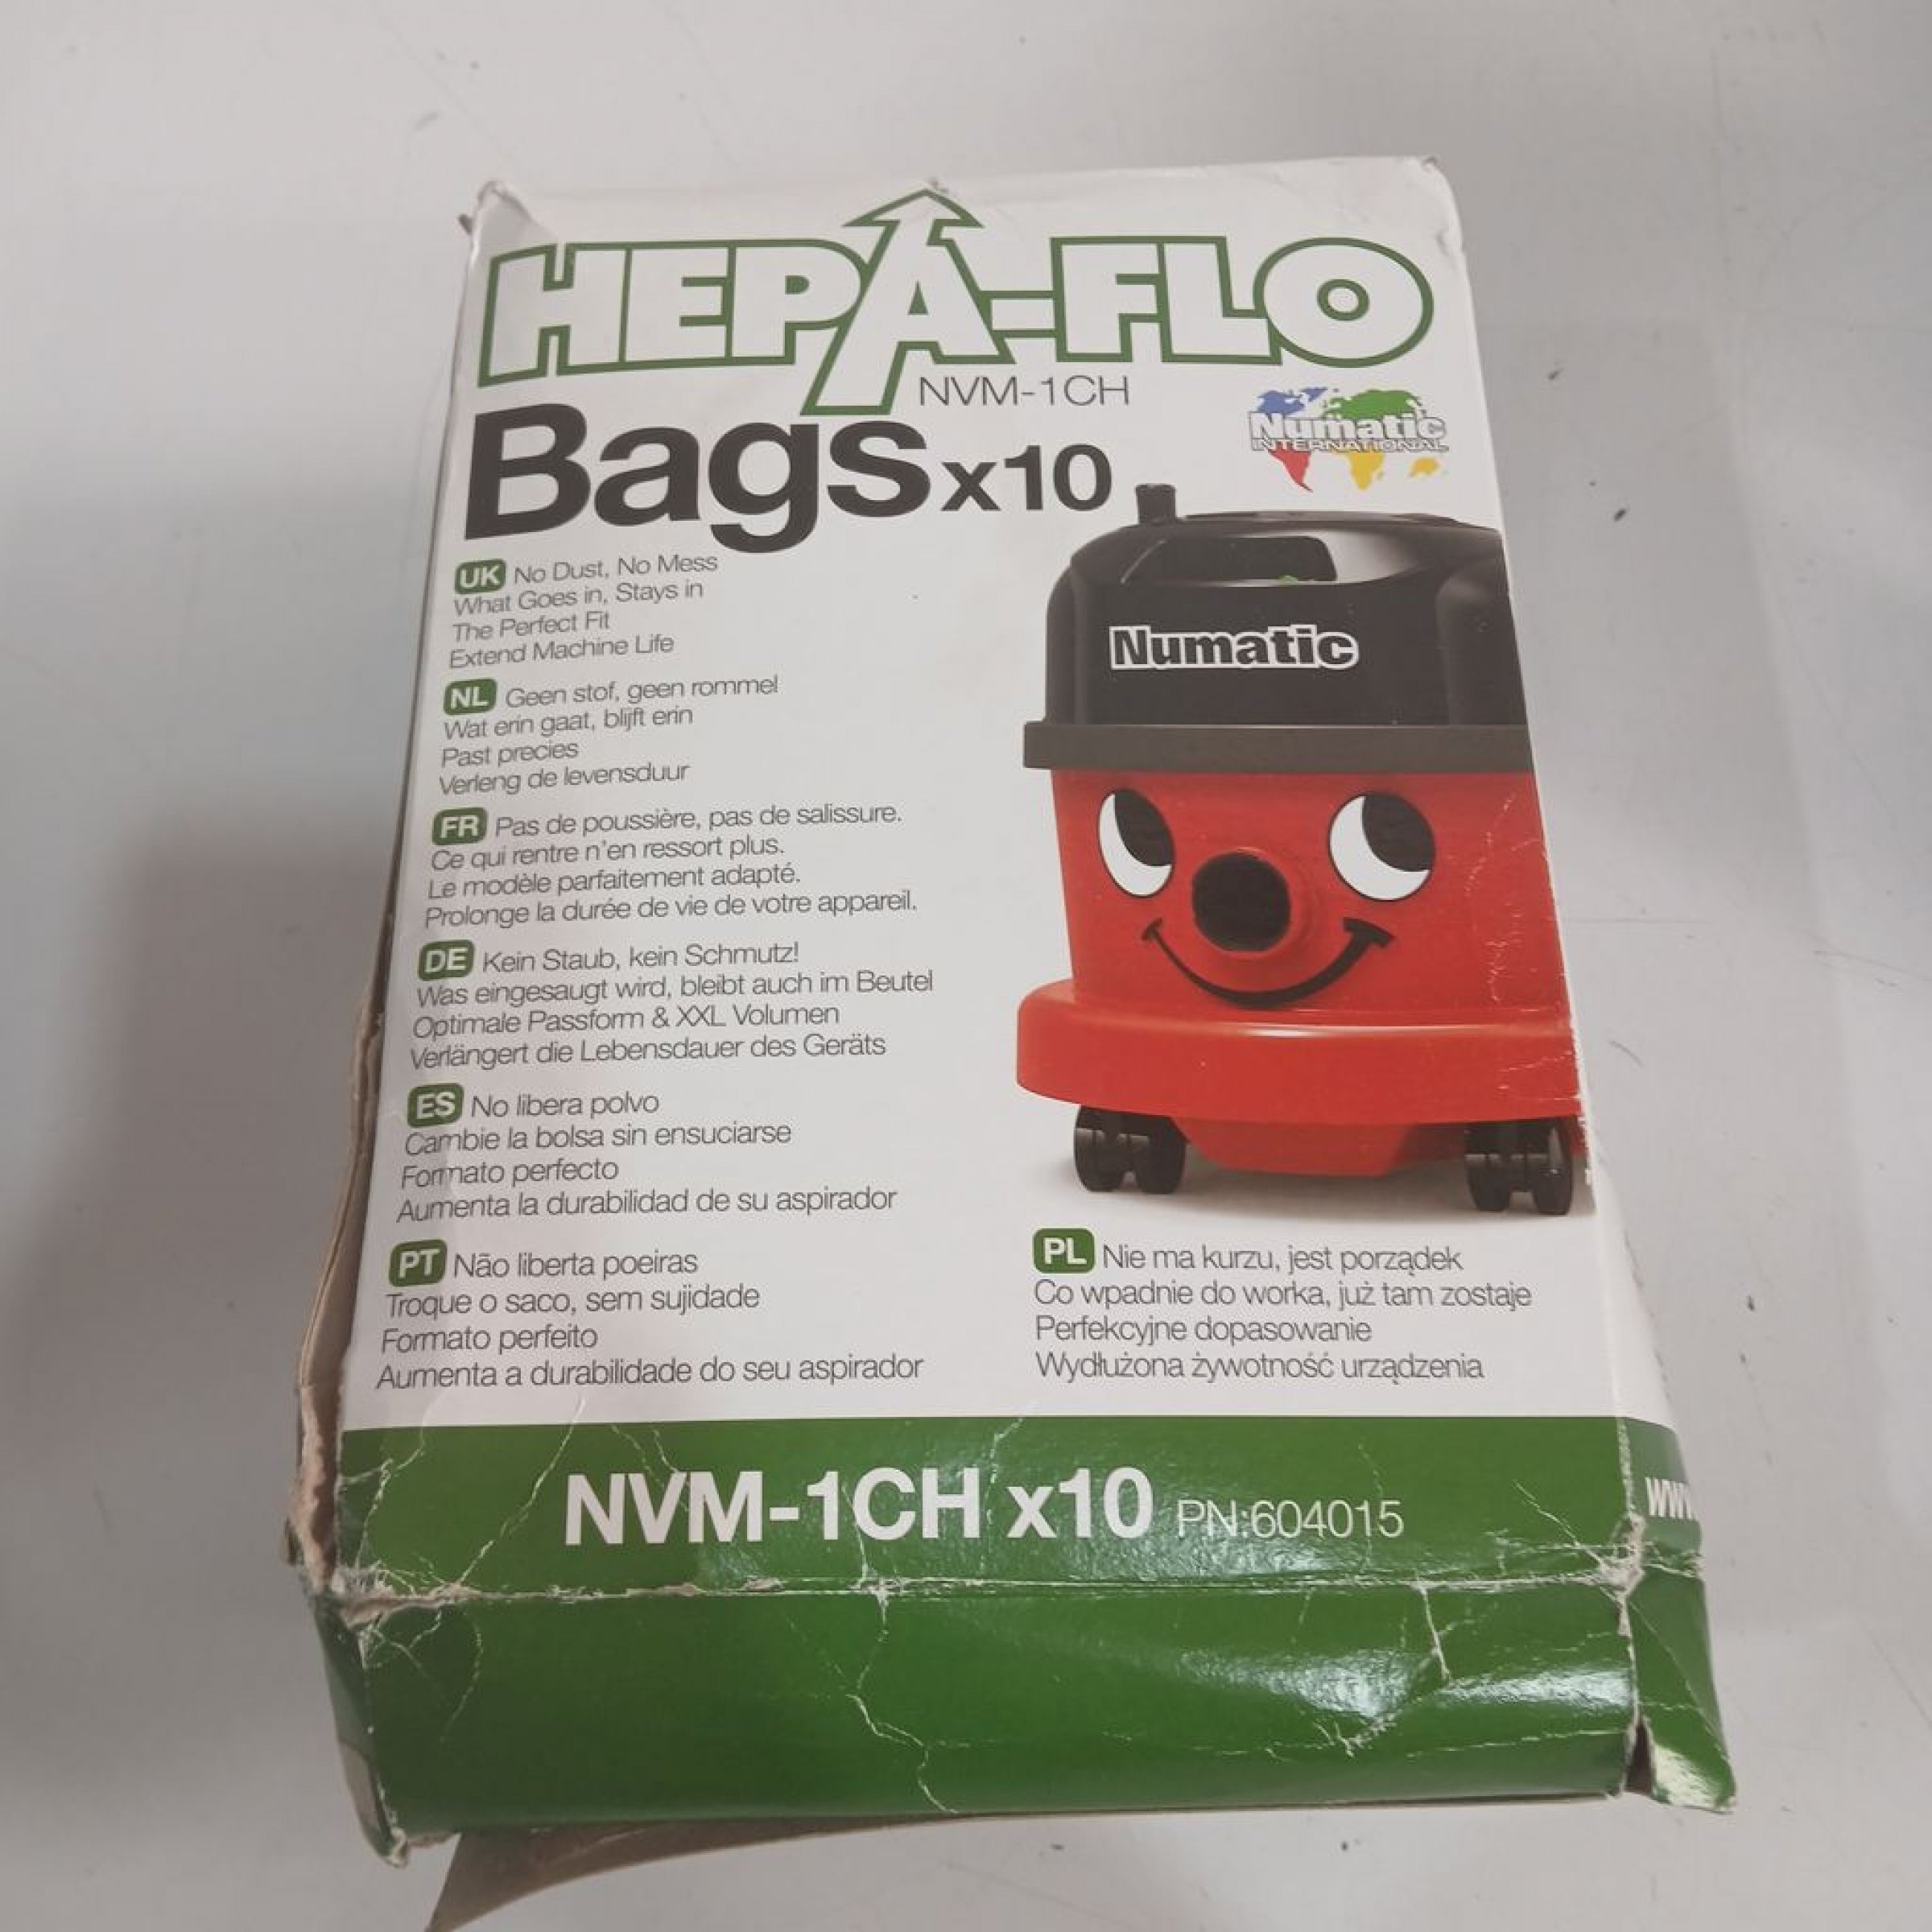 HEPA-FLO
NVM-1CH
Bags x10
Numatic
INTERNATIONAL
UK No Dust, No Mess
What Goes in, Stays in
The Perfect Fit
Extend Machine Life
Numatic
NL Geen stof, geen rommel
Wat erin gaat, blijft erin
Past precies
Verleng de levensduur
FR Pas de poussière, pas de salissure.
Ce qui rentre n'en ressort plus.
Le modèle parfaitement adapté.
Prolonge la durée de vie de votre appareil.
DE Kein Staub, kein Schmutz!
Was eingesaugt wird, bleibt auch im Beutel
Optimale Passform & XXL Volumen
Verlängert die Lebensdauer des Geräts
ES No libera polvo
Cambie la bolsa sin ensuciarse
Formato perfecto
Aumenta la durabilidad de su aspirador
PT Não liberta poeiras
Troque o saco, sem sujidade
Formato perfeito
Aumenta a durabilidade do seu aspirador
PL Nie ma kurzu, jest porządek
Co wpadnie do worka, już tam zostaje
Perfekcyjne dopasowanie
Wydłużona żywotność urządzenia
NVM-1CH x10 PN:604015